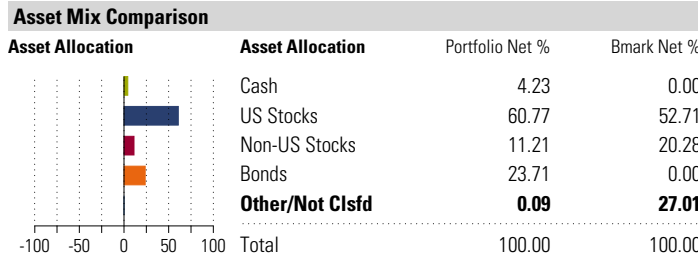 Asset Mix Comparison
Asset Allocation Asset Allocation Portfolio Net % Bmark Net %
Cash 4.23 0.00
US Stocks 60.77 52.71
Non-US Stocks 11.21 20.28
Bonds 23.71 0.00
Other/Not Clsfd 0.09 27.01
-100 -50 0 50 100 Total 100.00 100.00